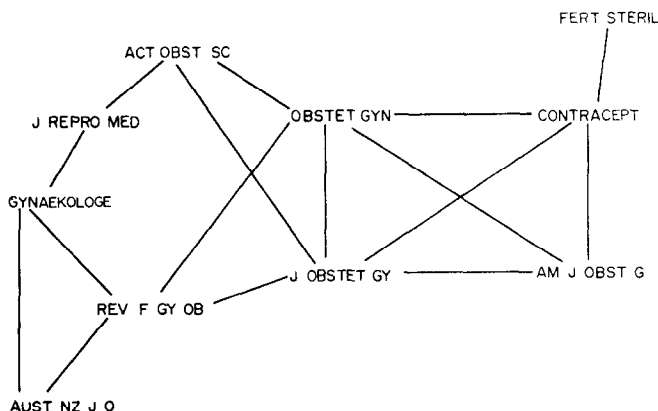 FERT STERIL
ACT OBST SC
J REPRO MED
OBSTET GYN
CONTRACEPT
GYNAEKOLOGE
J OBSTET GY
AM J OBST G
REV F GY OB
AUST NZ J O